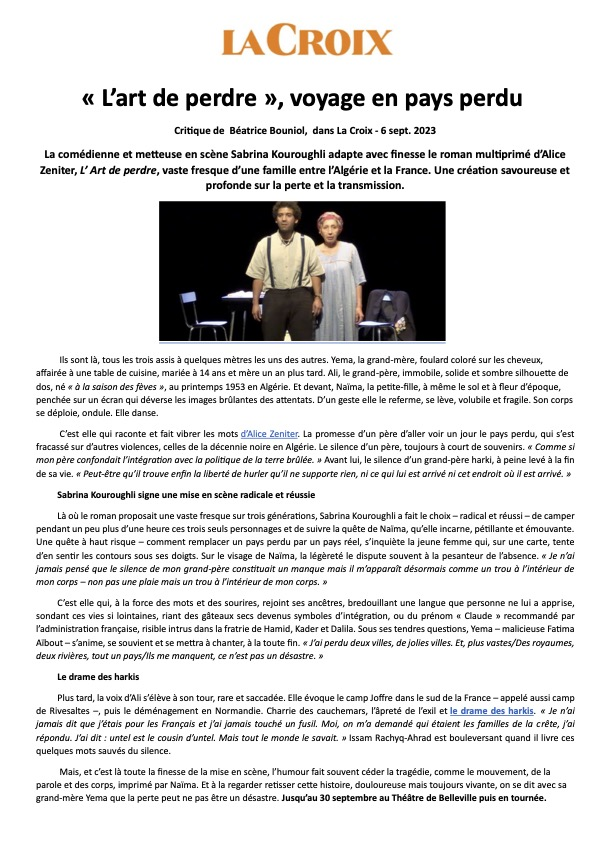 LA CROIX
« L'art de perdre », voyage en pays perdu
Critique de  Béatrice Bouniol,  dans La Croix - 6 sept. 2023
La comédienne et metteuse en scène Sabrina Kouroughli adapte avec finesse le roman multiprimé d'Alice
Zeniter, L' Art de perdre, vaste fresque d'une famille entre l'Algérie et la France. Une création savoureuse et
profonde sur la perte et la transmission.
Ils sont là, tous les trois assis à quelques mètres les uns des autres. Yema, la grand-mère, foulard coloré sur les cheveux,
affairée à une table de cuisine, mariée à 14 ans et mère un an plus tard. Ali, le grand-père, immobile, solide et sombre silhouette de
dos, né « à la saison des fèves », au printemps 1953 en Algérie. Et devant, Naïma, la petite-fille, à même le sol et à fleur d'époque,
penchée sur un écran qui déverse les images brûlantes des attentats. D'un geste elle le referme, se lève, volubile et fragile. Son corps
se déploie, ondule. Elle danse.
C'est elle qui raconte et fait vibrer les mots d'Alice Zeniter. La promesse d'un père d'aller voir un jour le pays perdu, qui s'est
fracassé sur d'autres violences, celles de la décennie noire en Algérie. Le silence d'un père, toujours à court de souvenirs. « Comme si
mon père confondait l'intégration avec la politique de la terre brûlée. » Avant lui, le silence d'un grand-père harki, à peine levé à la fin
de sa vie. « Peut-être qu'il trouve enfin la liberté de hurler qu'il ne supporte rien, ni ce qui lui est arrivé ni cet endroit où il est arrivé. »
Sabrina Kouroughli signe une mise en scène radicale et réussie
Là où le roman proposait une vaste fresque sur trois générations, Sabrina Kouroughli a fait le choix – radical et réussi – de camper
pendant un peu plus d'une heure ces trois seuls personnages et de suivre la quête de Naïma, qu'elle incarne, pétillante et émouvante.
Une quête à haut risque – comment remplacer un pays perdu par un pays réel, s'inquiète la jeune femme qui, sur une carte, tente
d'en sentir les contours sous ses doigts. Sur le visage de Naïma, la légèreté le dispute souvent à la pesanteur de l'absence. « Je n'ai
jamais pensé que le silence de mon grand-père constituait un manque mais il m'apparaît désormais comme un trou à l'intérieur de
mon corps – non pas une plaie mais un trou à l'intérieur de mon corps. »
C'est elle qui, à la force des mots et des sourires, rejoint ses ancêtres, bredouillant une langue que personne ne lui a apprise,
sondant ces vies si lointaines, riant des gâteaux secs devenus symboles d'intégration, ou du prénom « Claude » recommandé par
l'administration française, risible intrus dans la fratrie de Hamid, Kader et Dalila. Sous ses tendres questions, Yema – malicieuse Fatima
Aïbout – s'anime, se souvient et se mettra à chanter, à la toute fin. « J'ai perdu deux villes, de jolies villes. Et, plus vastes/Des royaumes,
deux rivières, tout un pays/Ils me manquent, ce n'est pas un désastre. »
Le drame des harkis
Plus tard, la voix d'Ali s'élève à son tour, rare et saccadée. Elle évoque le camp Joffre dans le sud de la France – appelé aussi camp
de Rivesaltes –, puis le déménagement en Normandie. Charrie des cauchemars, l'âpreté de l'exil et le drame des harkis. « Je n'ai
jamais dit que j'étais pour les Français et j'ai jamais touché un fusil. Moi, on m'a demandé qui étaient les familles de la crête, j'ai
répondu. J'ai dit : untel est le cousin d'untel. Mais tout le monde le savait. » Issam Rachyq-Ahrad est bouleversant quand il livre ces
quelques mots sauvés du silence.
Mais, et c'est là toute la finesse de la mise en scène, l'humour fait souvent céder la tragédie, comme le mouvement, de la
parole et des corps, imprimé par Naïma. Et à la regarder retisser cette histoire, douloureuse mais toujours vivante, on se dit avec sa
grand-mère Yema que la perte peut ne pas être un désastre. Jusqu'au 30 septembre au Théâtre de Belleville puis en tournée.